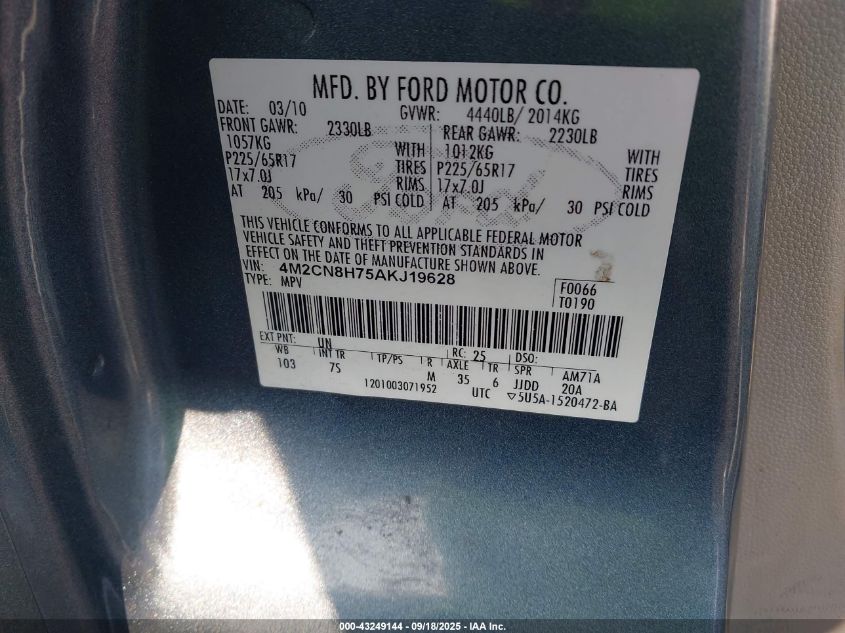 MFD. BY FORD MOTOR CO.
DATE: 03/10 GVWR: 4440LB/ 2014KG
FRONT GAWR: 2330LB REAR GAWR: 2230LB
1057KG WITH 1012KG WITH
P225/65R17 TIRES P225/65R17 TIRES
17x7.0J RIMS 17x7.0J RIMS
AT 205 kPa/ 30 PSI COLD AT 205 kPa/ 30 PSI COLD
Ford
THIS VEHICLE CONFORMS TO ALL APPLICABLE FEDERAL MOTOR
VEHICLE SAFETY AND THEFT PREVENTION STANDARDS IN
EFFECT ON THE DATE OF MANUFACTURE SHOWN ABOVE.
VIN: 4M2CN8H75AKJ19628
TYPE: MPV
F0066
T0190
EXT PNT: UN RC: 25 DSO:
WB INT TR TP/PS R AXLE TR SPR AM71A
103 7S M 35 6 JJDD 20A
1201003071952 UTC ▽5U5A-1520472-BA
000-43249144 - 09/18/2025 - IAA Inc.